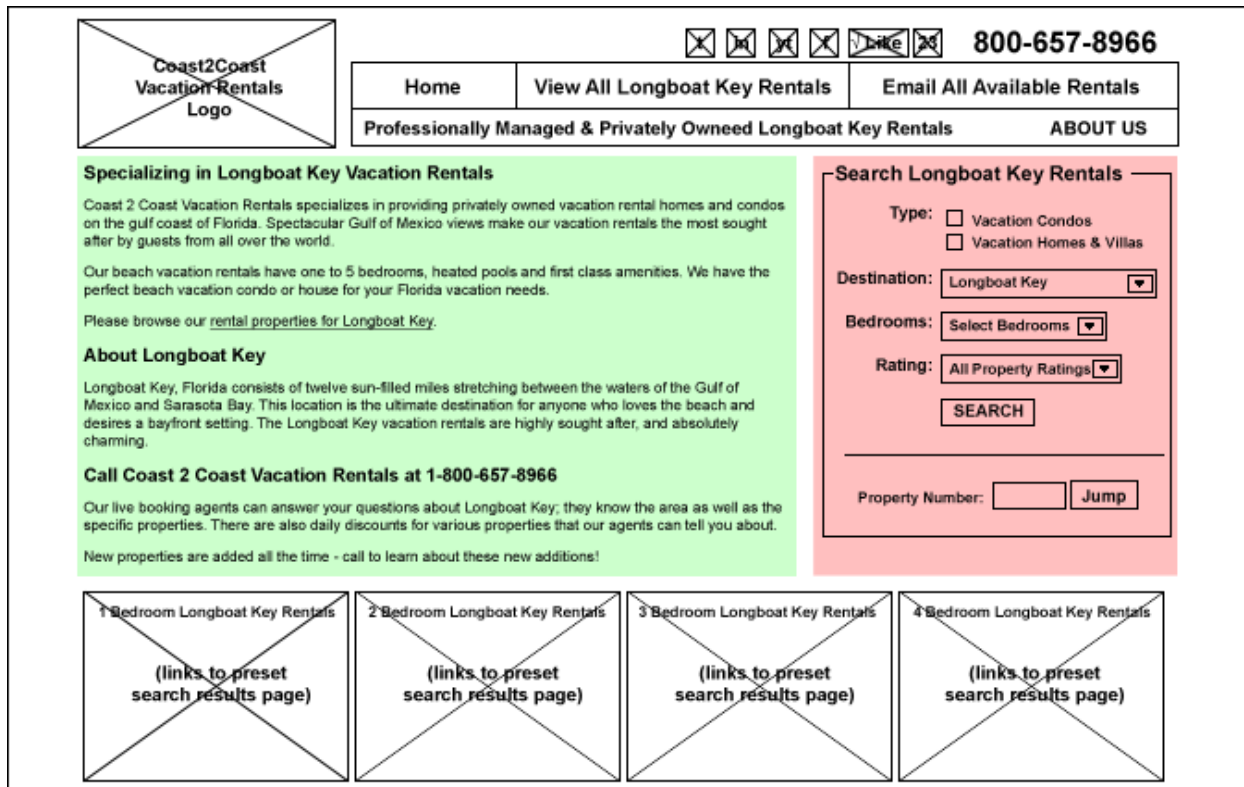 Coast2Coast
Vacation Rentals
Logo
t in yt f √ Like 23 800-657-8966
Home View All Longboat Key Rentals Email All Available Rentals
Professionally Managed & Privately Owneed Longboat Key Rentals ABOUT US
Specializing in Longboat Key Vacation Rentals
Coast 2 Coast Vacation Rentals specializes in providing privately owned vacation rental homes and condos
on the gulf coast of Florida. Spectacular Gulf of Mexico views make our vacation rentals the most sought
after by guests from all over the world.
Our beach vacation rentals have one to 5 bedrooms, heated pools and first class amenities. We have the
perfect beach vacation condo or house for your Florida vacation needs.
Please browse our rental properties for Longboat Key.
About Longboat Key
Longboat Key, Florida consists of twelve sun-filled miles stretching between the waters of the Gulf of
Mexico and Sarasota Bay. This location is the ultimate destination for anyone who loves the beach and
desires a bayfront setting. The Longboat Key vacation rentals are highly sought after, and absolutely
charming.
Call Coast 2 Coast Vacation Rentals at 1-800-657-8966
Our live booking agents can answer your questions about Longboat Key; they know the area as well as the
specific properties. There are also daily discounts for various properties that our agents can tell you about.
New properties are added all the time - call to learn about these new additions!
Search Longboat Key Rentals
Type: Vacation Condos
Vacation Homes & Villas
Destination: Longboat Key
Bedrooms: Select Bedrooms
Rating: All Property Ratings
SEARCH
Property Number: Jump
1 Bedroom Longboat Key Rentals
(links to preset
search results page)
2 Bedroom Longboat Key Rentals
(links to preset
search results page)
3 Bedroom Longboat Key Rentals
(links to preset
search results page)
4 Bedroom Longboat Key Rentals
(links to preset
search results page)